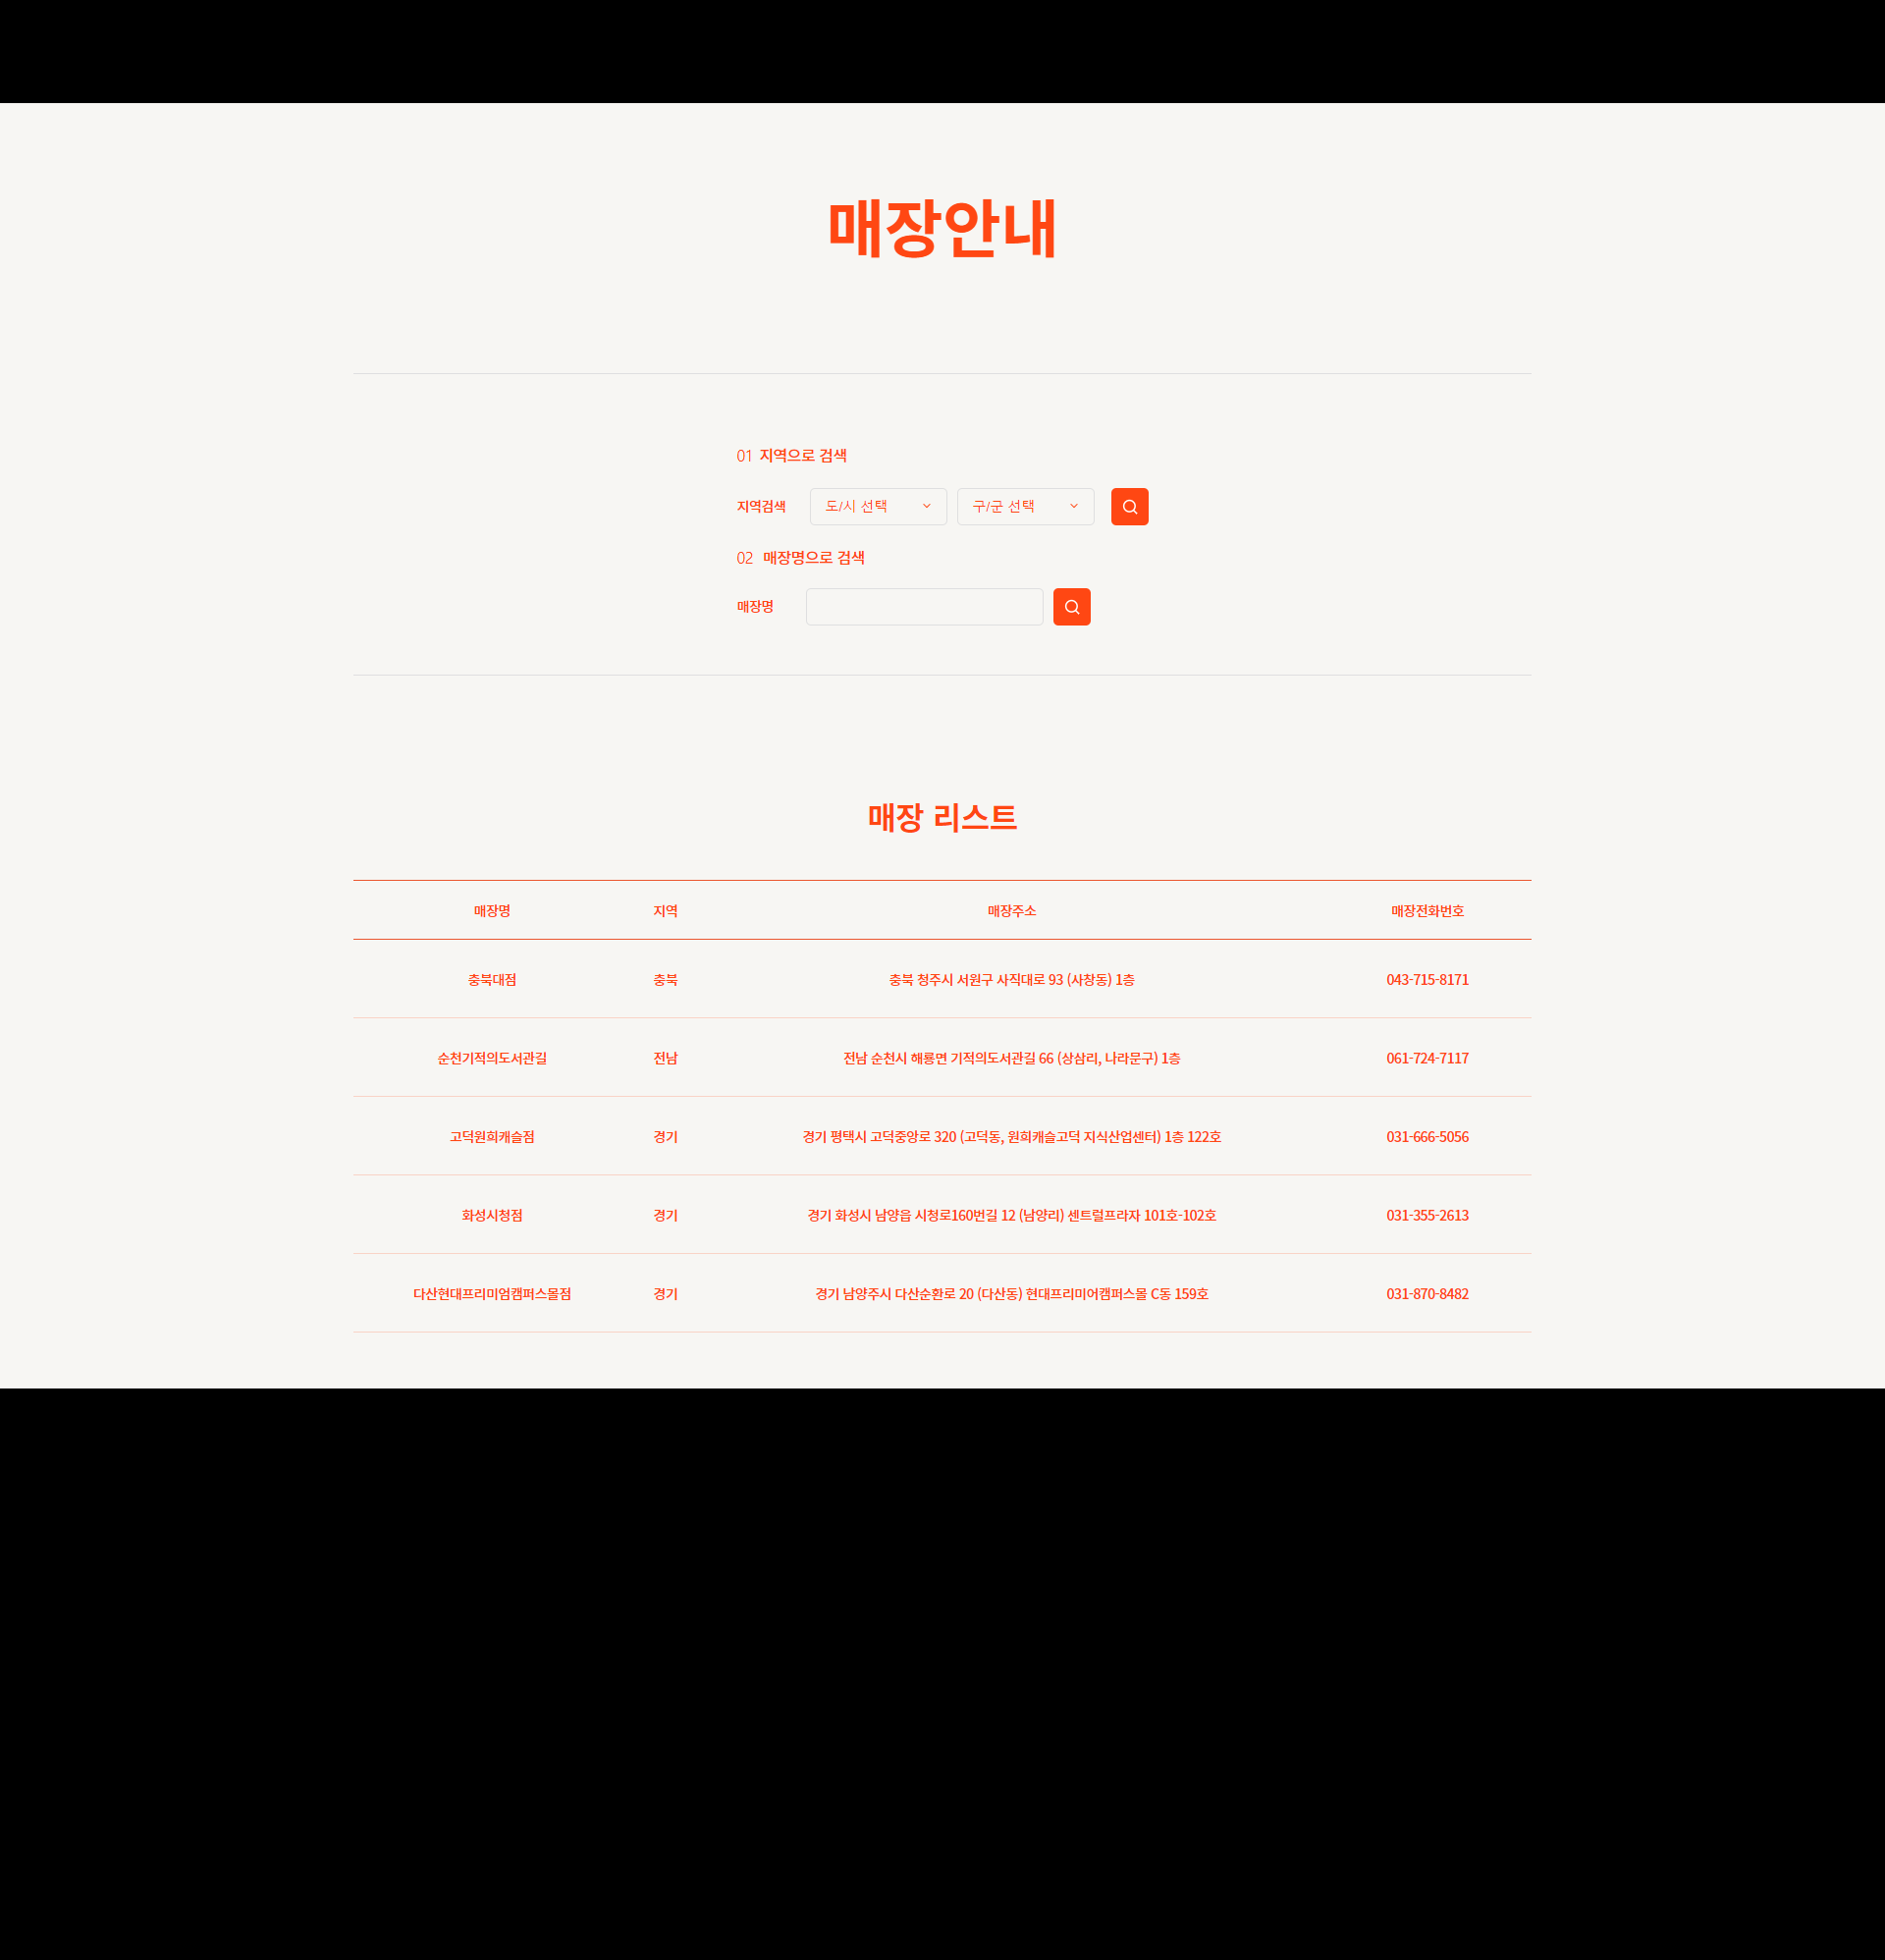 매장안내
01 지역으로 검색
지역검색 도/시 선택 구/군 선택
02 매장명으로 검색
매장명
매장 리스트
매장명 지역 매장주소 매장전화번호
충북대점 충북 충북 청주시 서원구 사직대로 93 (사창동) 1층 043-715-8171
순천기적의도서관길 전남 전남 순천시 해룡면 기적의도서관길 66 (상삼리, 나라문구) 1층 061-724-7117
고덕원희캐슬점 경기 경기 평택시 고덕중앙로 320 (고덕동, 원희캐슬고덕 지식산업센터) 1층 122호 031-666-5056
화성시청점 경기 경기 화성시 남양읍 시청로160번길 12 (남양리) 센트럴프라자 101호-102호 031-355-2613
다산현대프리미엄캠퍼스몰점 경기 경기 남양주시 다산순환로 20 (다산동) 현대프리미어캠퍼스몰 C동 159호 031-870-8482